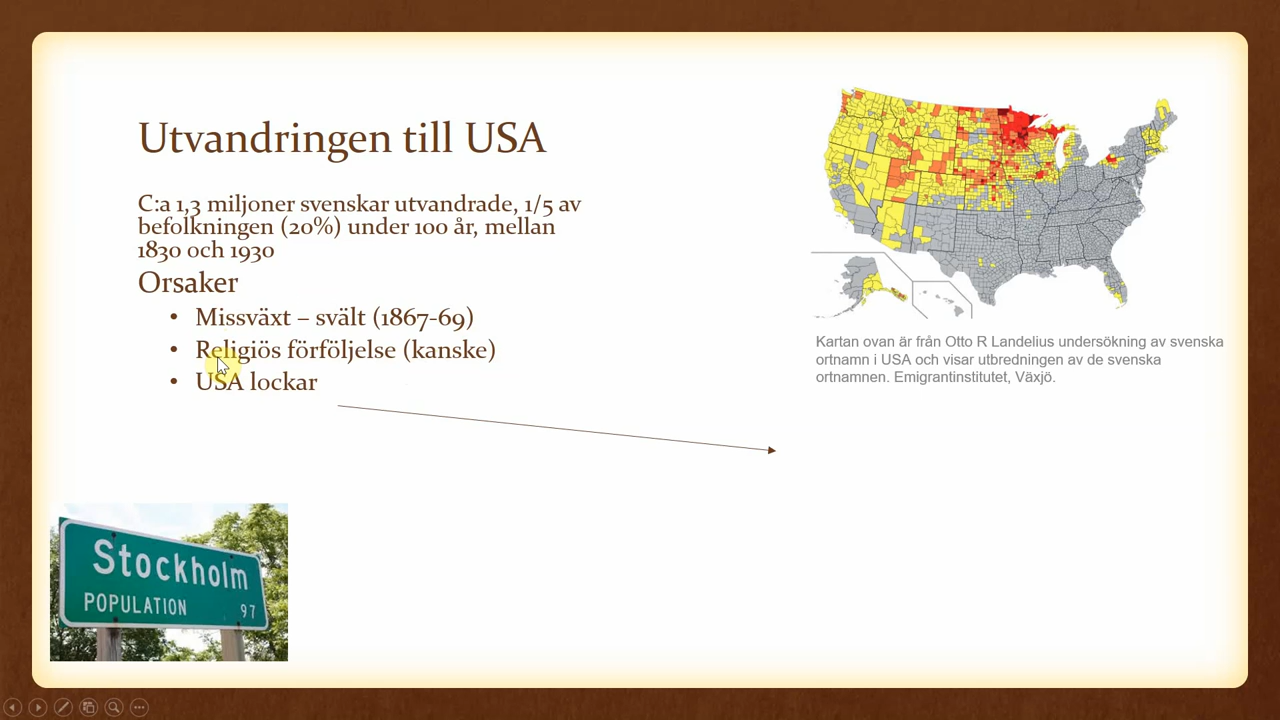 Utvandringen till USA
C:a 1,3 miljoner svenskar utvandrade, 1/5 av
befolkningen (20%) under 100 år, mellan
1830 och 1930
Orsaker
• Missväxt – svält (1867-69)
• Religiös förföljelse (kanske)
• USA lockar
Kartan ovan är från Otto R Landelius undersökning av svenska
ortnamn i USA och visar utbredningen av de svenska
ortnamnen. Emigrantinstitutet, Växjö.
Stockholm
POPULATION 97